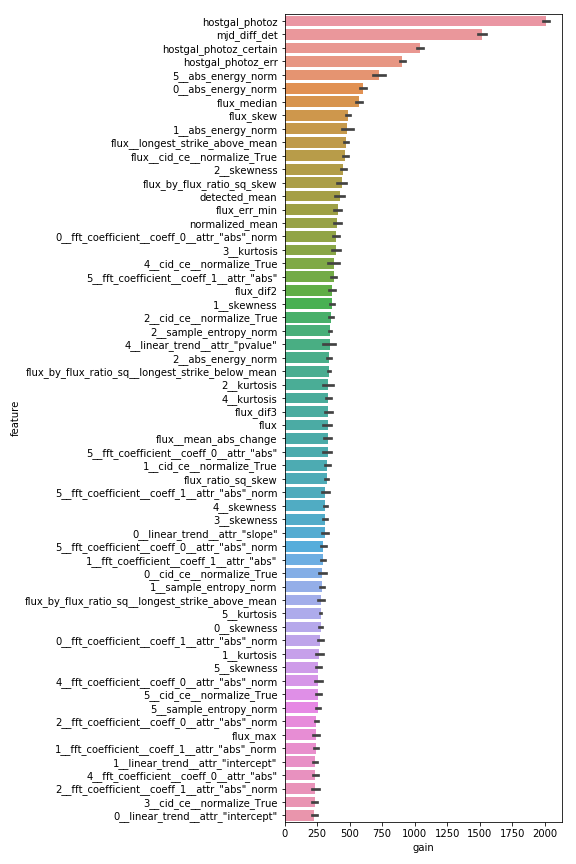 hostgal_photoz
mjd_diff_det
hostgal_photoz_certain
hostgal_photoz_err
5__abs_energy_norm
0__abs_energy_norm
flux_median
flux_skew
1__abs_energy_norm
flux__longest_strike_above_mean
flux__cid_ce__normalize_True
2__skewness
flux_by_flux_ratio_sq_skew
detected_mean
flux_err_min
normalized_mean
0__fft_coefficient__coeff_0__attr_"abs"_norm
3__kurtosis
4__cid_ce__normalize_True
5__fft_coefficient__coeff_1__attr_"abs"
flux_dif2
1__skewness
2__cid_ce__normalize_True
2__sample_entropy_norm
4__linear_trend__attr_"pvalue"
2__abs_energy_norm
flux_by_flux_ratio_sq__longest_strike_below_mean
2__kurtosis
4__kurtosis
flux_dif3
flux
flux__mean_abs_change
5__fft_coefficient__coeff_0__attr_"abs"
1__cid_ce__normalize_True
flux_ratio_sq_skew
5__fft_coefficient__coeff_1__attr_"abs"_norm
4__skewness
3__skewness
0__linear_trend__attr_"slope"
5__fft_coefficient__coeff_0__attr_"abs"_norm
1__fft_coefficient__coeff_1__attr_"abs"
0__cid_ce__normalize_True
1__sample_entropy_norm
flux_by_flux_ratio_sq__longest_strike_above_mean
5__kurtosis
0__skewness
0__fft_coefficient__coeff_1__attr_"abs"_norm
1__kurtosis
5__skewness
4__fft_coefficient__coeff_0__attr_"abs"_norm
5__cid_ce__normalize_True
5__sample_entropy_norm
2__fft_coefficient__coeff_0__attr_"abs"_norm
flux_max
1__fft_coefficient__coeff_1__attr_"abs"_norm
1__linear_trend__attr_"intercept"
4__fft_coefficient__coeff_0__attr_"abs"
2__fft_coefficient__coeff_1__attr_"abs"_norm
3__cid_ce__normalize_True
0__linear_trend__attr_"intercept"
feature
0 250 500 750 1000 1250 1500 1750 2000
gain